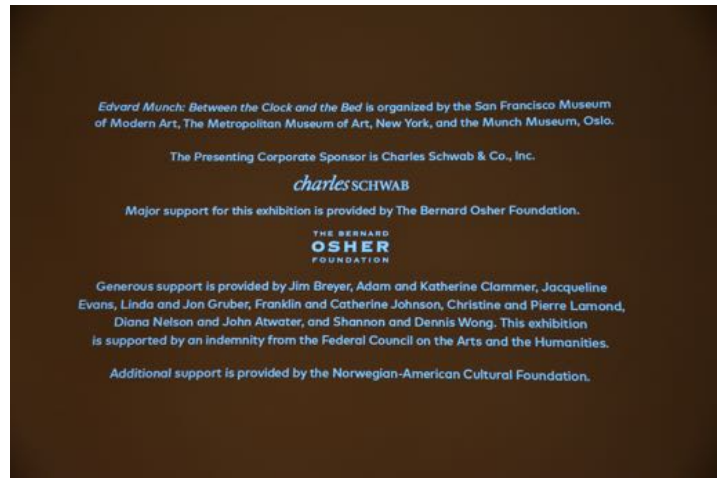 Edvard Munch: Between the Clock and the Bed is organized by the San Francisco Museum
of Modern Art, The Metropolitan Museum of Art, New York, and the Munch Museum, Oslo.
The Presenting Corporate Sponsor is Charles Schwab & Co., Inc.
charles SCHWAB
Major support for this exhibition is provided by The Bernard Osher Foundation.
THE BERNARD
OSHER
FOUNDATION
Generous support is provided by Jim Breyer, Adam and Katherine Clammer, Jacqueline
Evans, Linda and Jon Gruber, Franklin and Catherine Johnson, Christine and Pierre Lamond,
Diana Nelson and John Atwater, and Shannon and Dennis Wong. This exhibition
is supported by an indemnity from the Federal Council on the Arts and the Humanities.
Additional support is provided by the Norwegian-American Cultural Foundation.